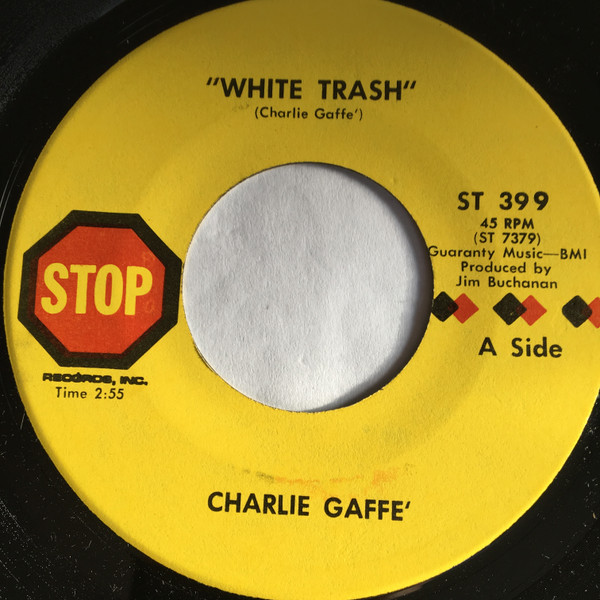 "WHITE TRASH"
(Charlie Gaffe')
ST 399
45 RPM
(ST 7379)
Guaranty Music—BMI
Produced by
Jim Buchanan
A Side
STOP
RECORDS, INC.
Time 2:55
CHARLIE GAFFE'